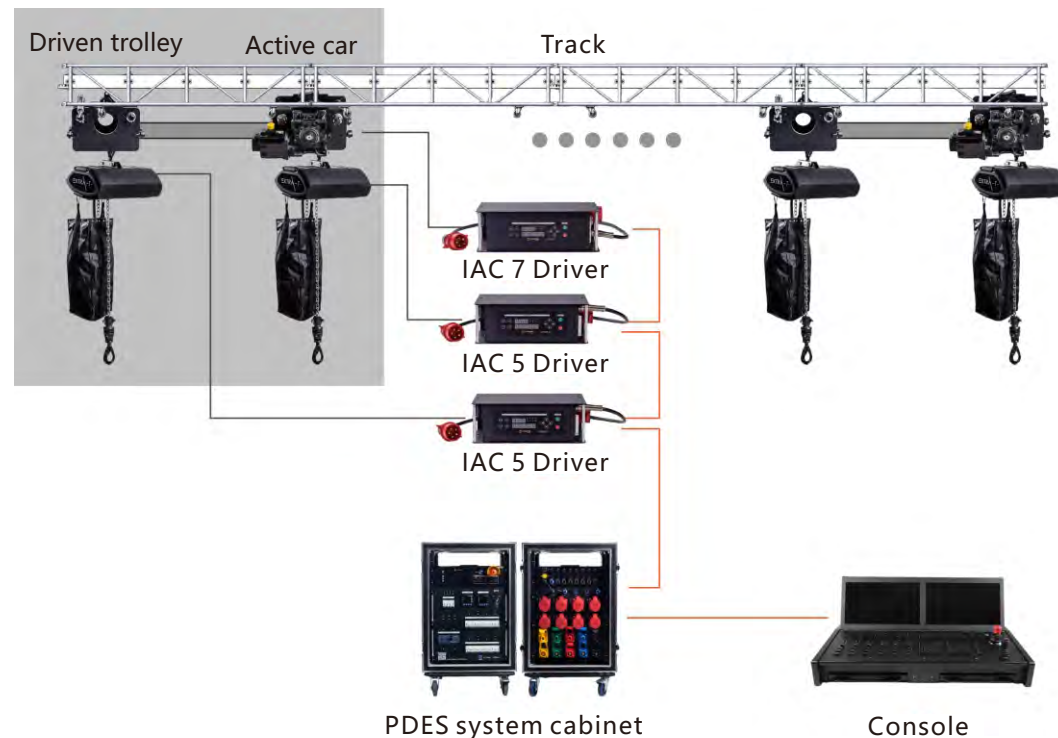 Driven trolley
Active car
Track
IAC 7 Driver
IAC 5 Driver
IAC 5 Driver
PDES system cabinet
Console